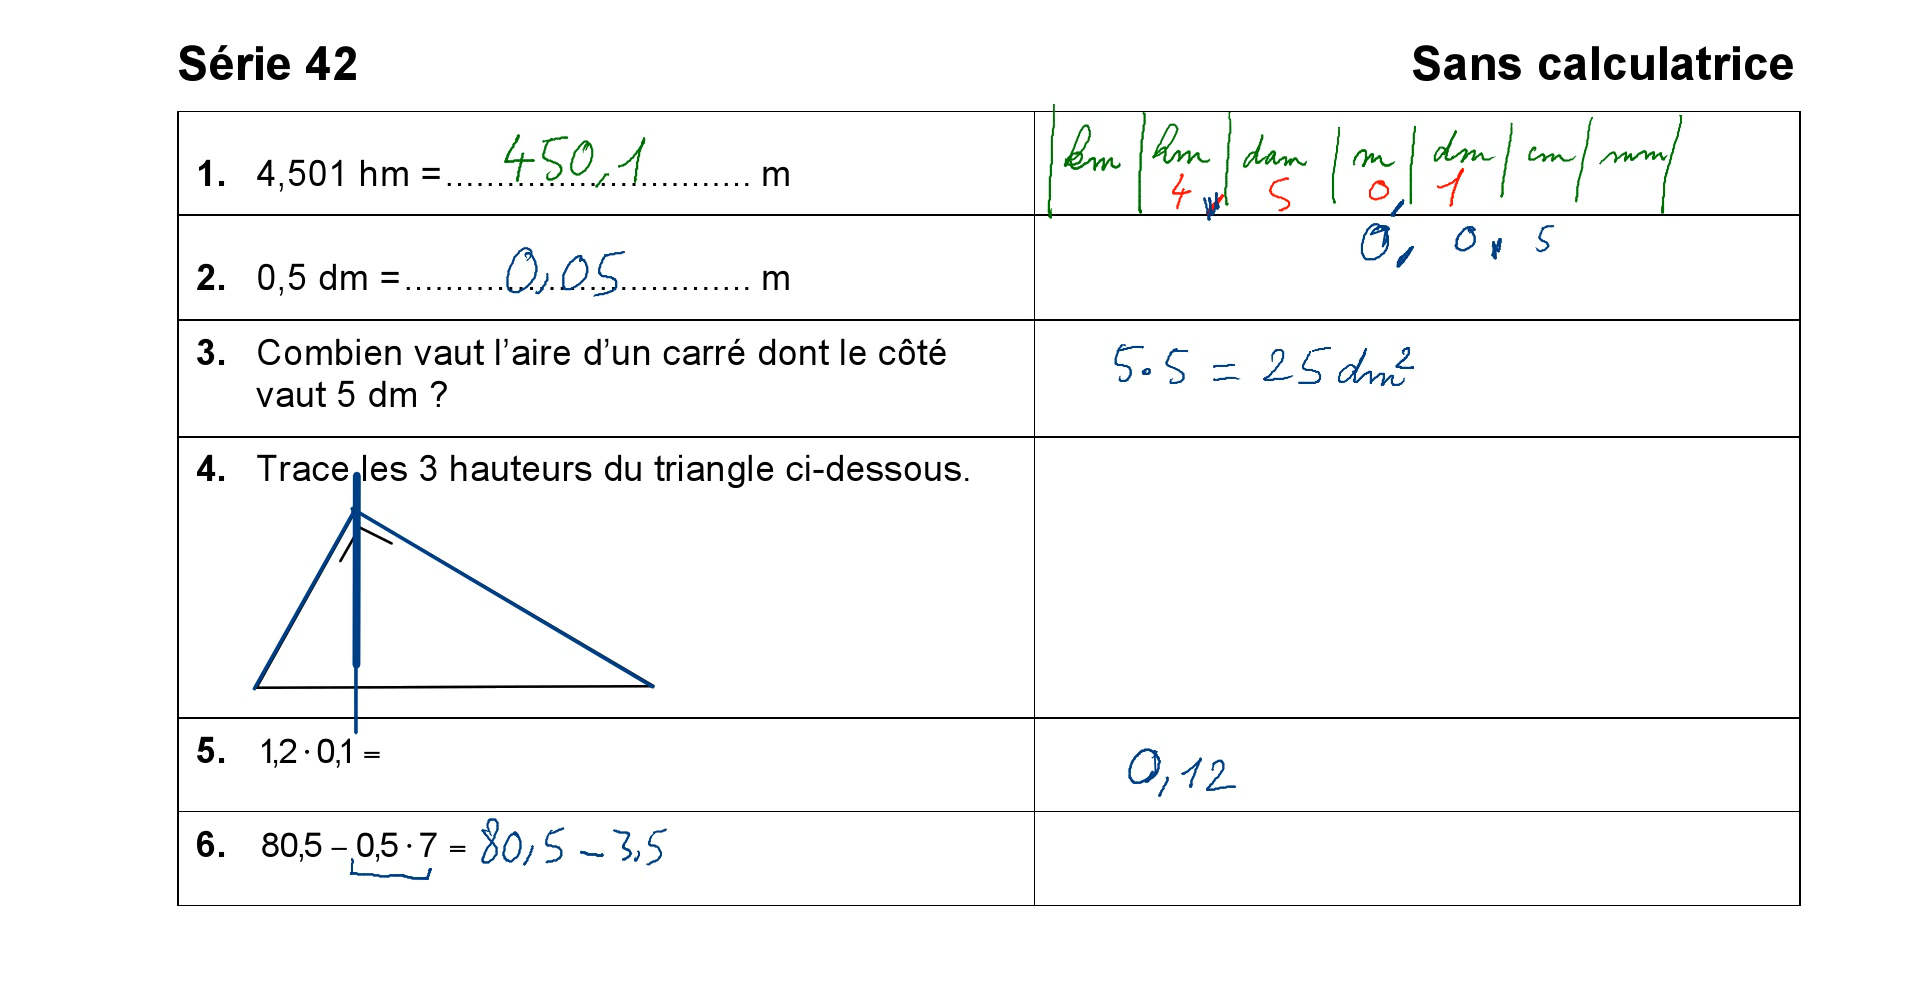 Série 42 Sans calculatrice
1. 4,501 hm = 450,1 m
km hm dam m dm cm mm
4 5 0, 1
2. 0,5 dm = 0,05 m
0, 0 5
3. Combien vaut l’aire d’un carré dont le côté
vaut 5 dm ?
5·5 = 25 dm²
4. Trace les 3 hauteurs du triangle ci-dessous.
5. 1,2 · 0,1 =
0,12
6. 80,5 – 0,5 · 7 = 80,5 – 3,5